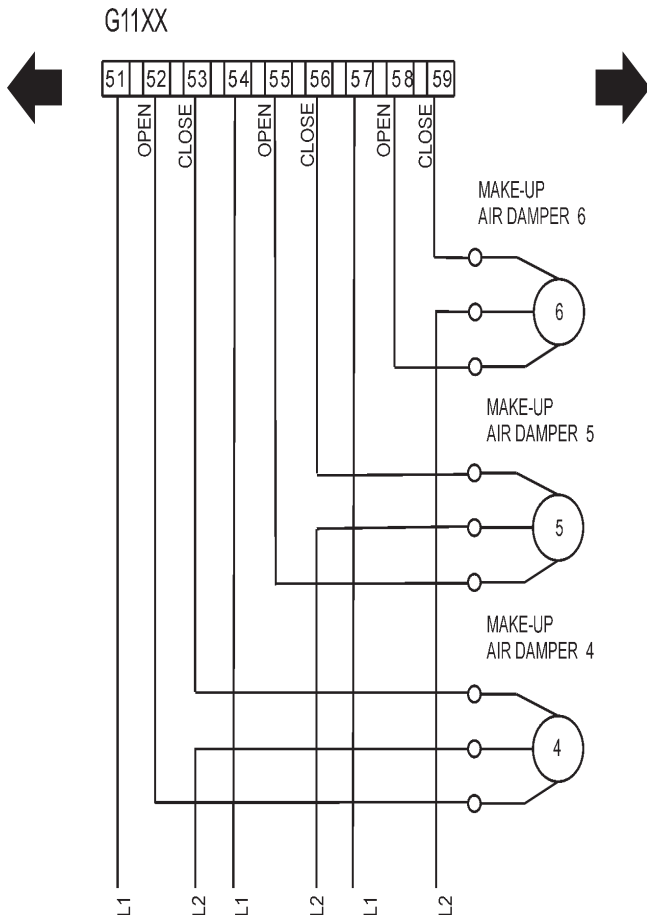 G11XX
51 52 53 54 55 56 57 58 59
OPEN CLOSE OPEN CLOSE OPEN CLOSE
MAKE-UP
AIR DAMPER 6
6
MAKE-UP
AIR DAMPER 5
5
MAKE-UP
AIR DAMPER 4
4
L1 L2 L1 L2 L1 L2